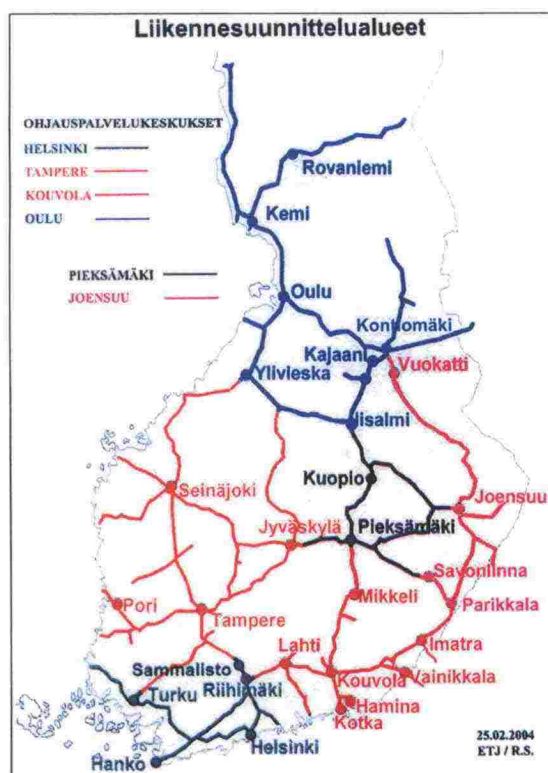 Liikennesuunnittelualueet
OHJAUSPALVELUKESKUKSET
HELSINKI
TAMPERE
KOUVOLA
OULU
PIEKSÄMÄKI
JOENSUU
Rovaniemi
Kemi
Oulu
Kontiomäki
Kajaani
Vuokatti
Ylivieska
Iisalmi
Kuopio
Seinäjoki
Joensuu
Jyväskylä
Pieksämäki
Savonlinna
Mikkeli
Parikkala
Pori
Tampere
Imatra
Lahti
Sammalisto
Kouvola
Vainikkala
Riihimäki
Turku
Hamina
Kotka
Helsinki
Hanko
25.02.2004
ETJ / R.S.